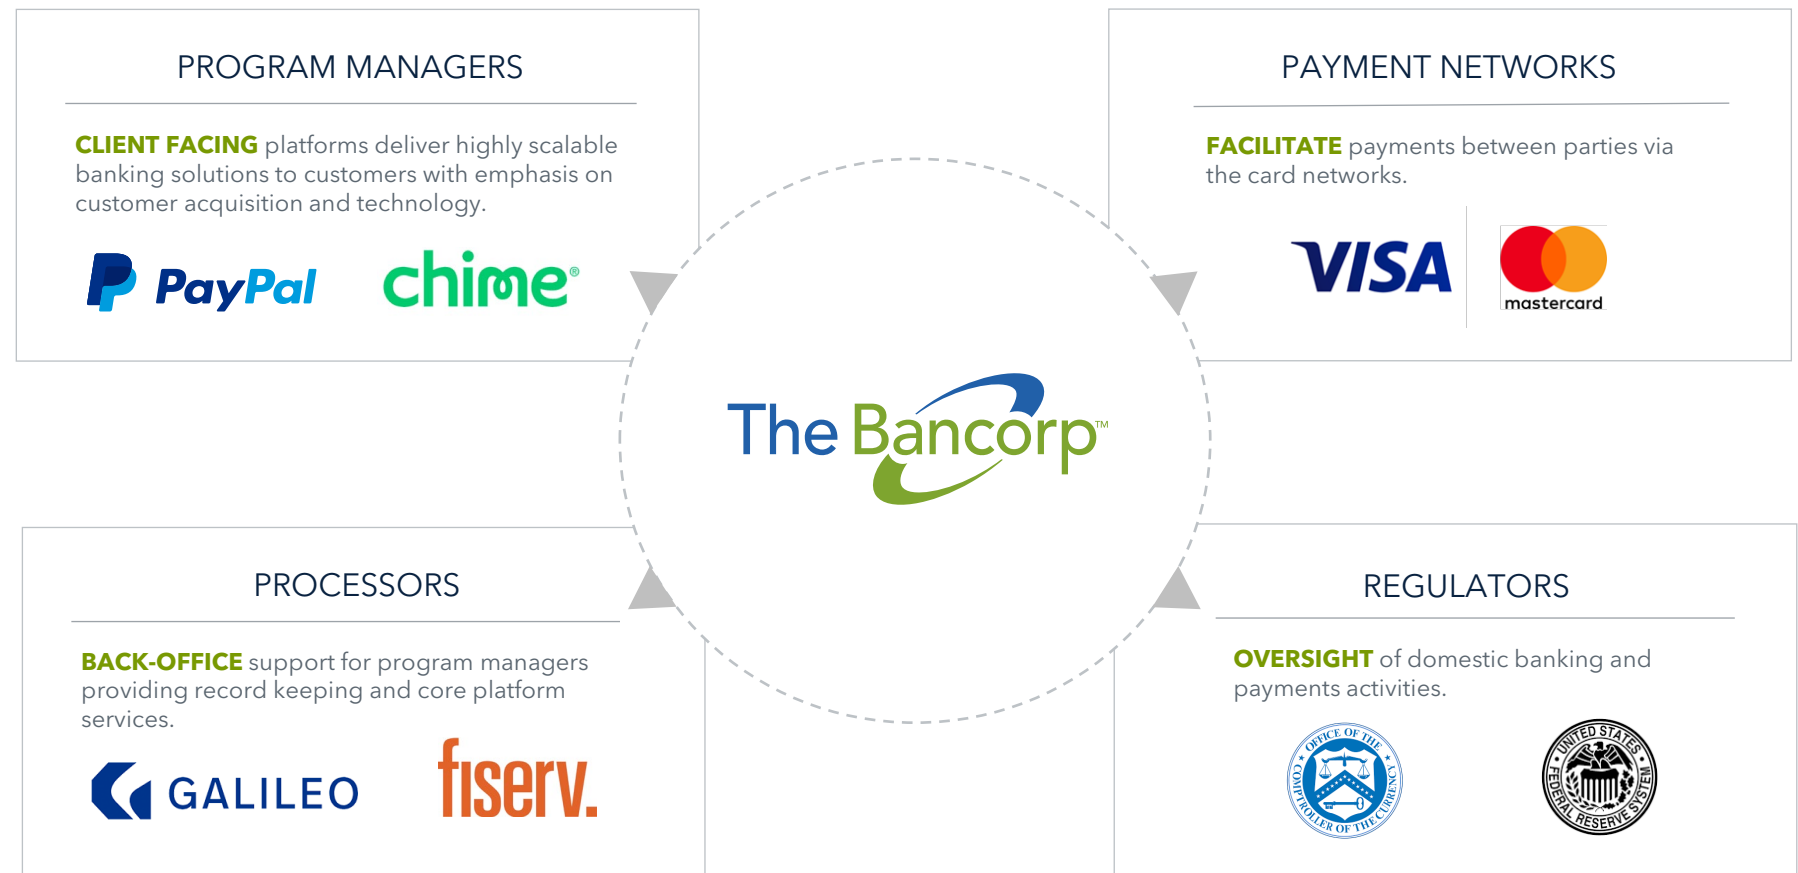 PROGRAM MANAGERS
CLIENT FACING platforms deliver highly scalable
banking solutions to customers with emphasis on
customer acquisition and technology.
PayPal
chime®
PAYMENT NETWORKS
FACILITATE payments between parties via
the card networks.
VISA
mastercard
The Bancorp™
PROCESSORS
BACK-OFFICE support for program managers
providing record keeping and core platform
services.
GALILEO
fiserv.
REGULATORS
OVERSIGHT of domestic banking and
payments activities.
OFFICE OF THE
COMPTROLLER OF THE CURRENCY
UNITED STATES
FEDERAL RESERVE SYSTEM